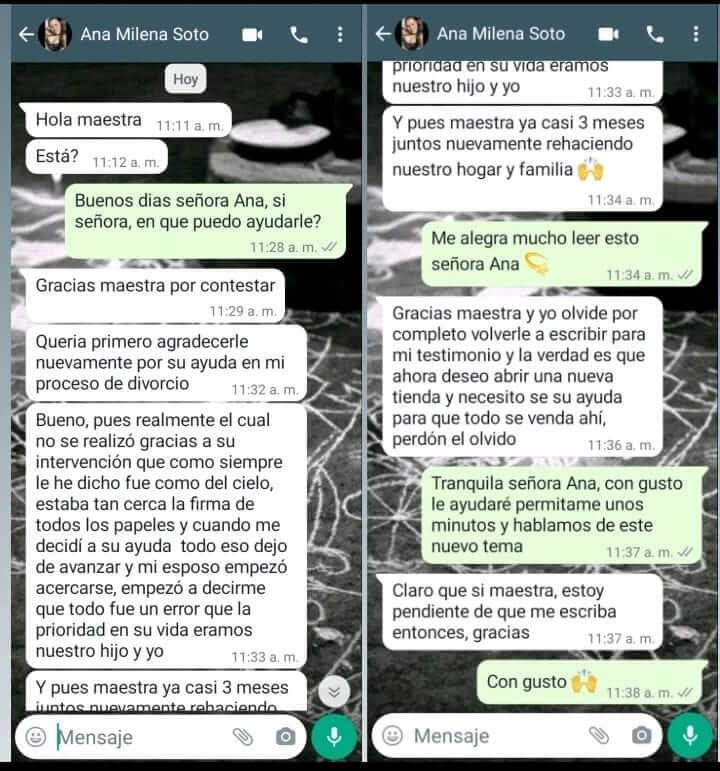 Ana Milena Soto
Hoy
Hola maestra 11:11 a. m.
Está? 11:12 a. m.
Buenos dias señora Ana, si
señora, en que puedo ayudarle?
11:28 a. m.
Gracias maestra por contestar
11:29 a. m.
Queria primero agradecerle
nuevamente por su ayuda en mi
proceso de divorcio 11:32 a. m.
Bueno, pues realmente el cual
no se realizó gracias a su
intervención que como siempre
le he dicho fue como del cielo,
estaba tan cerca la firma de
todos los papeles y cuando me
decidí a su ayuda todo eso dejo
de avanzar y mi esposo empezó
acercarse, empezó a decirme
que todo fue un error que la
prioridad en su vida eramos
nuestro hijo y yo 11:33 a. m.
Y pues maestra ya casi 3 meses
juntos nuevamente rehaciendo
Mensaje
Ana Milena Soto
prioridad en su vida eramos
nuestro hijo y yo 11:33 a. m.
Y pues maestra ya casi 3 meses
juntos nuevamente rehaciendo
nuestro hogar y familia 🙌
11:34 a. m.
Me alegra mucho leer esto
señora Ana 💫 11:34 a. m.
Gracias maestra y yo olvide por
completo volverle a escribir para
mi testimonio y la verdad es que
ahora deseo abrir una nueva
tienda y necesito se su ayuda
para que todo se venda ahí,
perdón el olvido 11:36 a. m.
Tranquila señora Ana, con gusto
le ayudaré permitame unos
minutos y hablamos de este
nuevo tema 11:37 a. m.
Claro que si maestra, estoy
pendiente de que me escriba
entonces, gracias 11:37 a. m.
Con gusto 🙌 11:38 a. m.
Mensaje